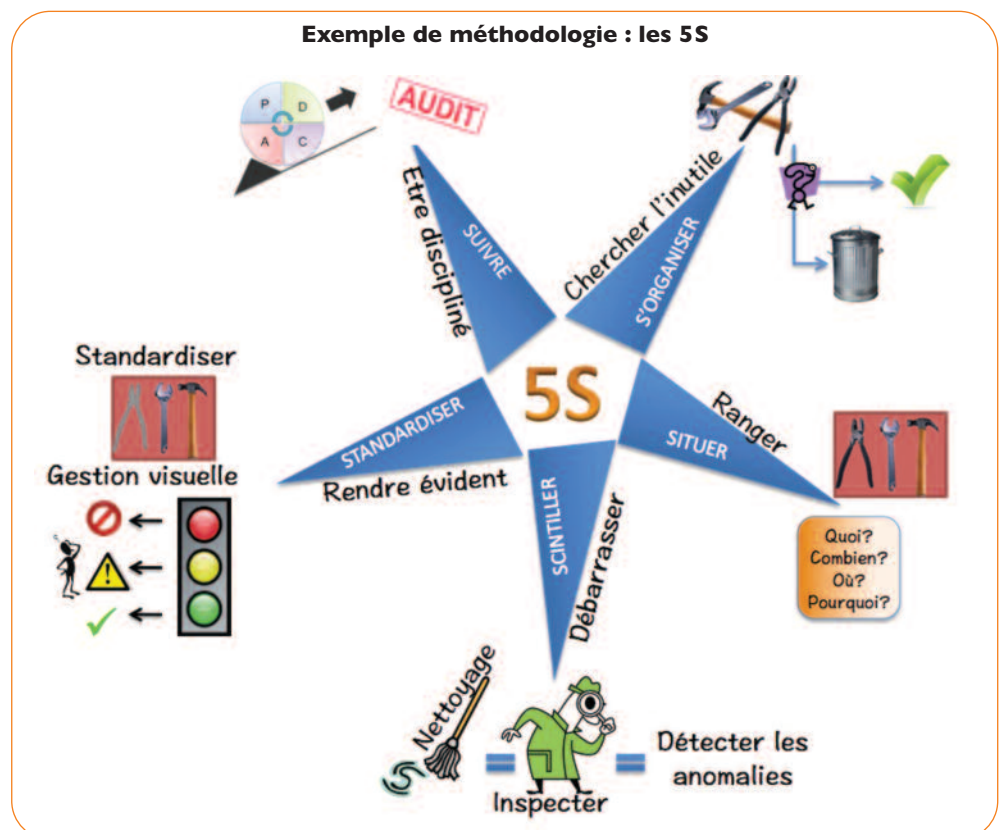 Exemple de méthodologie : les 5S
P
D
A
C
AUDIT
Chercher l'inutile
S'ORGANISER
Etre discipliné
SUIVRE
5S
Ranger
SITUER
Quoi?
Combien?
Où?
Pourquoi?
Débarrasser
SCINTILLER
Nettoyage
=
Inspecter
=
Détecter les
anomalies
STANDARDISER
Rendre évident
Standardiser
Gestion visuelle